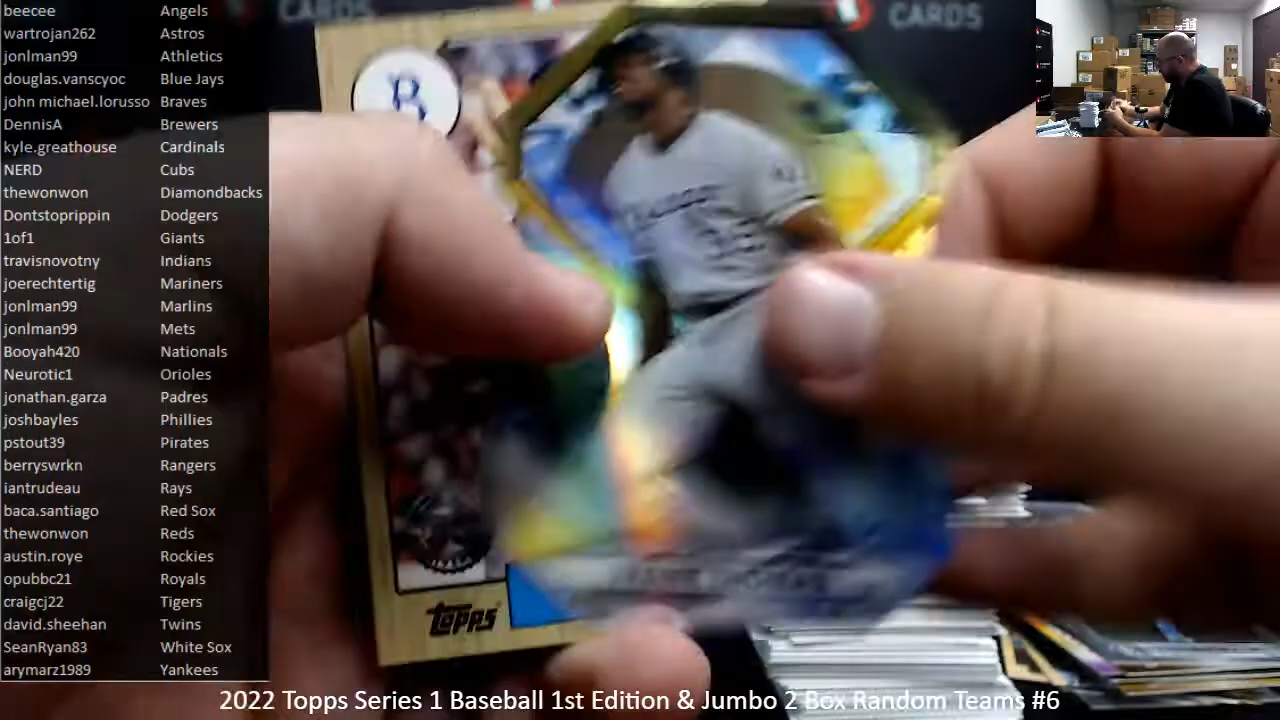 CARDS
CARDS
beecee Angels
wartrojan262 Astros
jonlman99 Athletics
douglas.vanscyoc Blue Jays
john michael.lorusso Braves
DennisA Brewers
kyle.greathouse Cardinals
NERD Cubs
thewonwon Diamondbacks
Dontstoprippin Dodgers
1of1 Giants
travisnovotny Indians
joerechtertig Mariners
jonlman99 Marlins
jonlman99 Mets
Booyah420 Nationals
Neurotic1 Orioles
jonathan.garza Padres
joshbayles Phillies
pstout39 Pirates
berryswrkn Rangers
iantrudeau Rays
baca.santiago Red Sox
thewonwon Reds
austin.roye Rockies
opubbc21 Royals
craigcj22 Tigers
david.sheehan Twins
SeanRyan83 White Sox
arymarz1989 Yankees
B
Topps
2022 Topps Series 1 Baseball 1st Edition & Jumbo 2 Box Random Teams #6